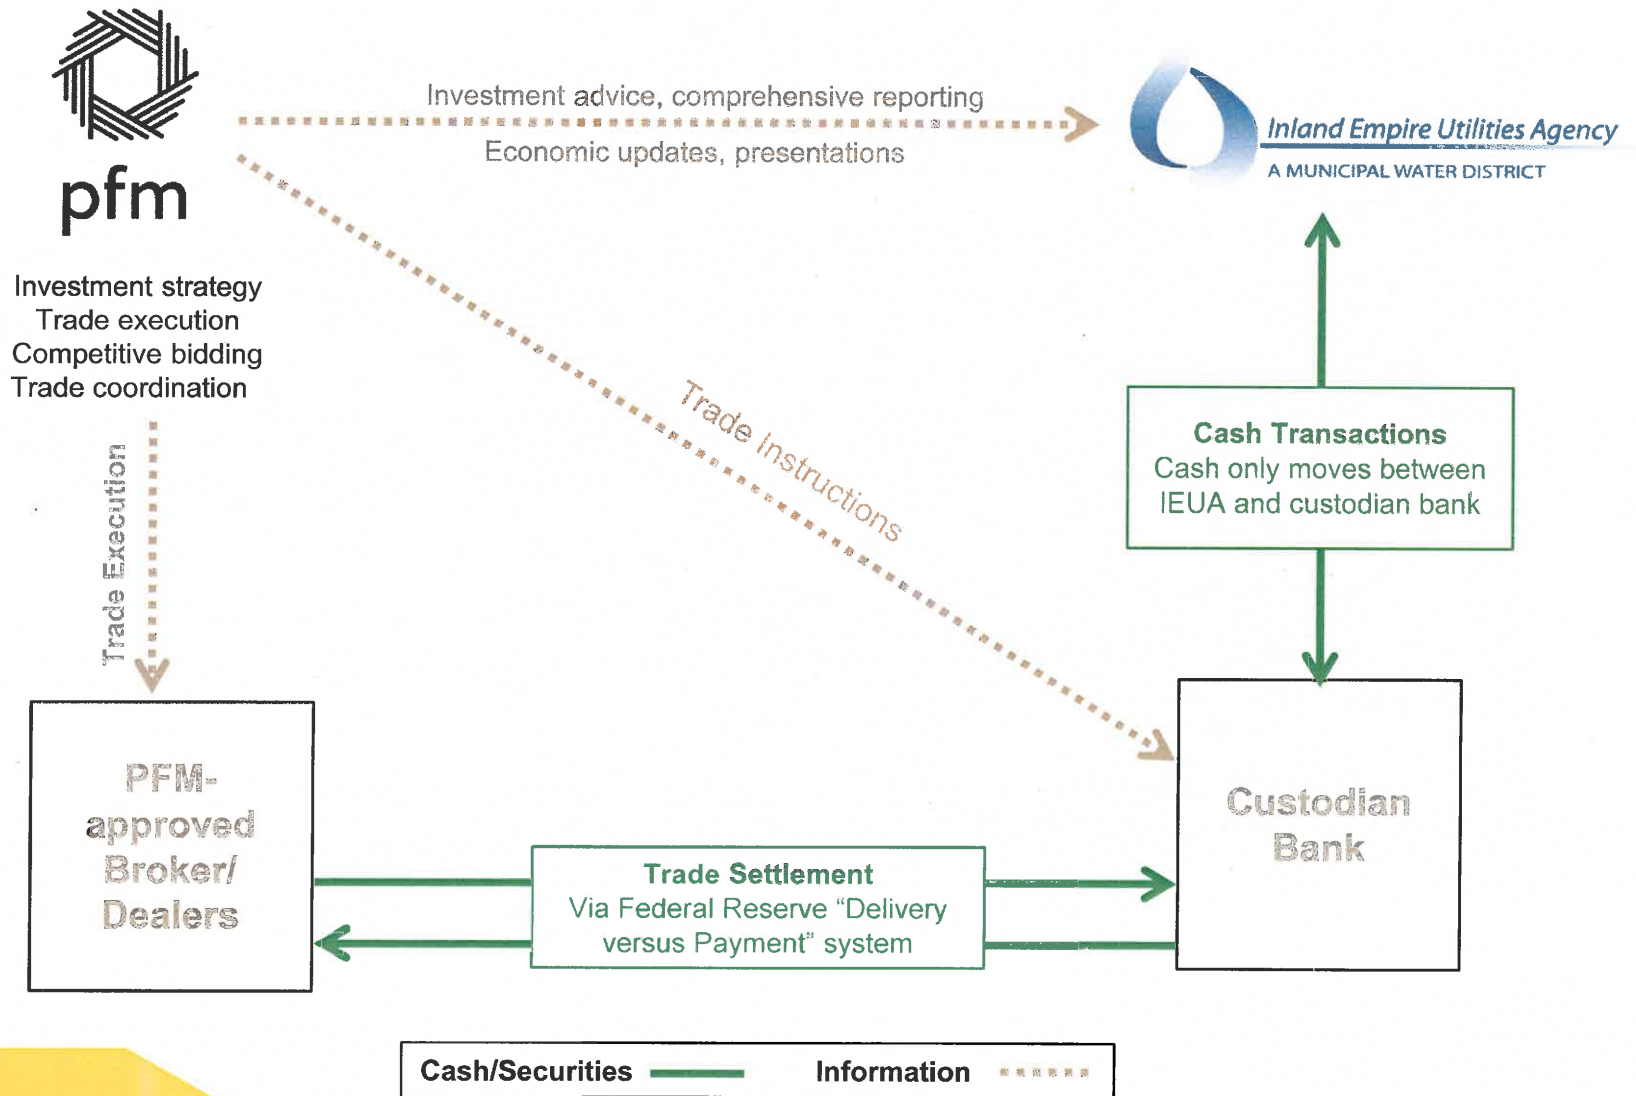 pfm
Investment strategy
Trade execution
Competitive bidding
Trade coordination
Investment advice, comprehensive reporting
Economic updates, presentations
Inland Empire Utilities Agency
A MUNICIPAL WATER DISTRICT
Trade Instructions
Trade Execution
Cash Transactions
Cash only moves between
IEUA and custodian bank
PFM-
approved
Broker/
Dealers
Trade Settlement
Via Federal Reserve “Delivery
versus Payment” system
Custodian
Bank
Cash/Securities
Information